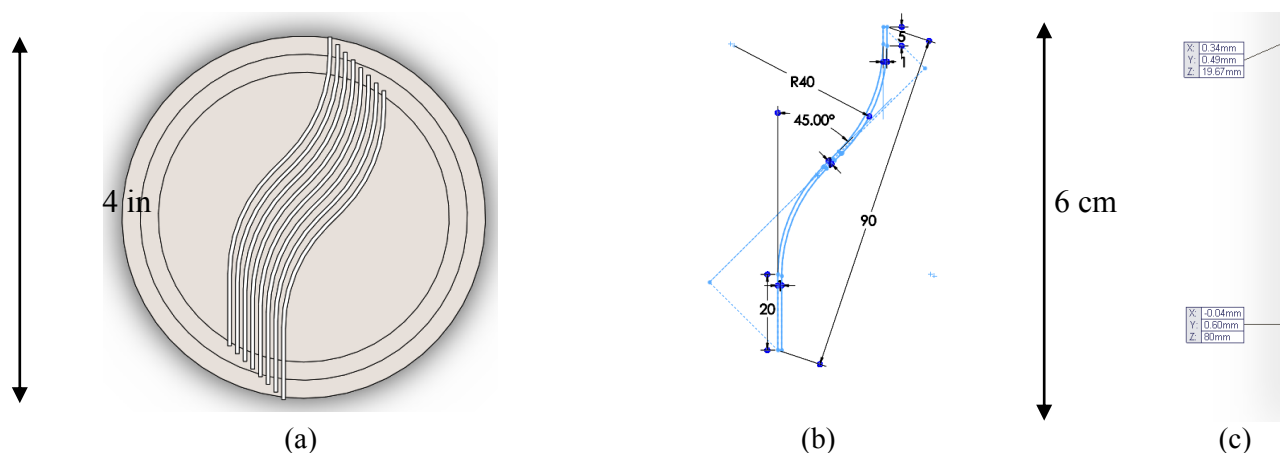 4 in
(a)
5
1
R40
45.00°
90
20
(b)
6 cm
X: 0.34mm
Y: 0.49mm
Z: 19.67mm
X: -0.04mm
Y: 0.60mm
Z: 80mm
(c)